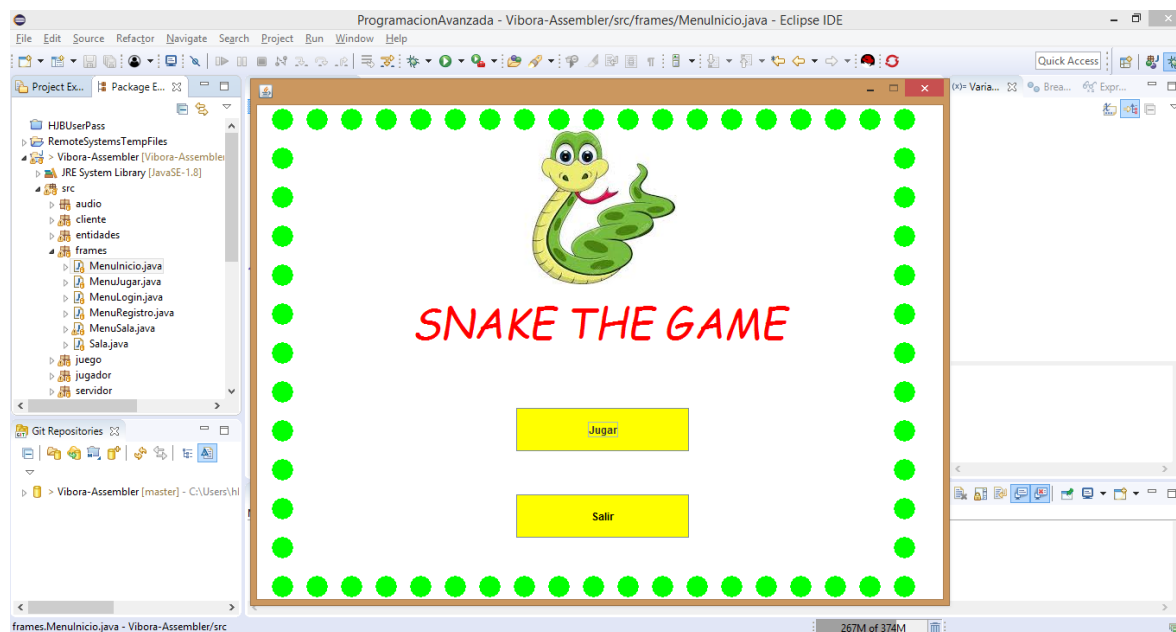 ProgramacionAvanzada - Vibora-Assembler/src/frames/MenuInicio.java - Eclipse IDE
File Edit Source Refactor Navigate Search Project Run Window Help
Quick Access
Project Ex... Package E...
HJBUserPass
RemoteSystemsTempFiles
> Vibora-Assembler [Vibora-Assembler
JRE System Library [JavaSE-1.8]
src
audio
cliente
entidades
frames
MenuInicio.java
MenuJugar.java
MenuLogin.java
MenuRegistro.java
MenuSala.java
Sala.java
juego
jugador
servidor
Git Repositories
> Vibora-Assembler [master] - C:\Users\hl
SNAKE THE GAME
Jugar
Salir
(x)= Varia... Brea... Expr...
frames.MenuInicio.java - Vibora-Assembler/src
267M of 374M